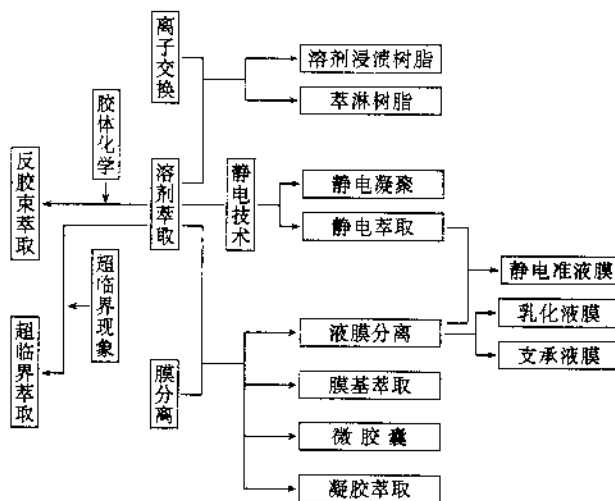 离子交换
溶剂浸渍树脂
萃淋树脂
胶体化学
反胶束萃取
溶剂萃取
静电技术
静电凝聚
静电萃取
静电准液膜
超临界现象
超临界萃取
膜分离
液膜分离
乳化液膜
支承液膜
膜基萃取
微胶囊
凝胶萃取